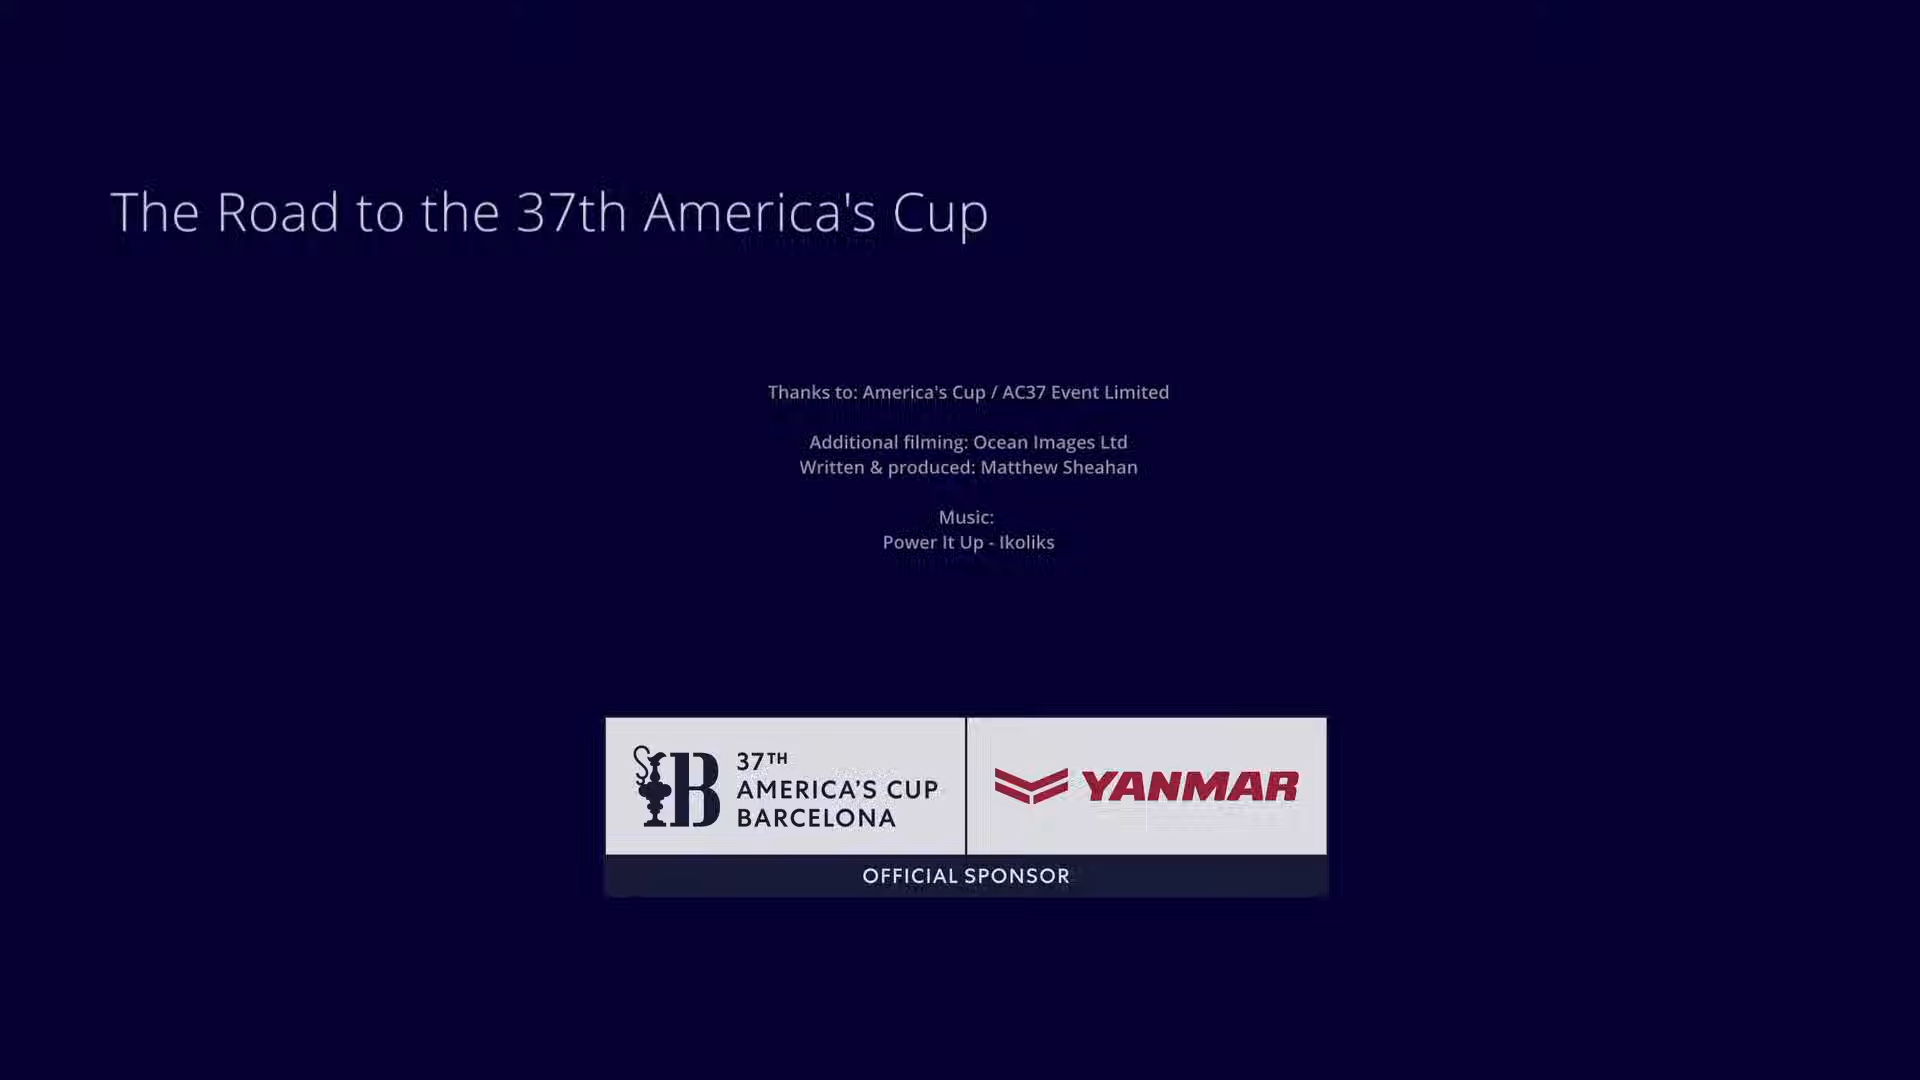 The Road to the 37th America's Cup
Thanks to: America's Cup / AC37 Event Limited
Additional filming: Ocean Images Ltd
Written & produced: Matthew Sheahan
Music:
Power It Up - Ikoliks
B
37TH
AMERICA'S CUP
BARCELONA
YANMAR
OFFICIAL SPONSOR